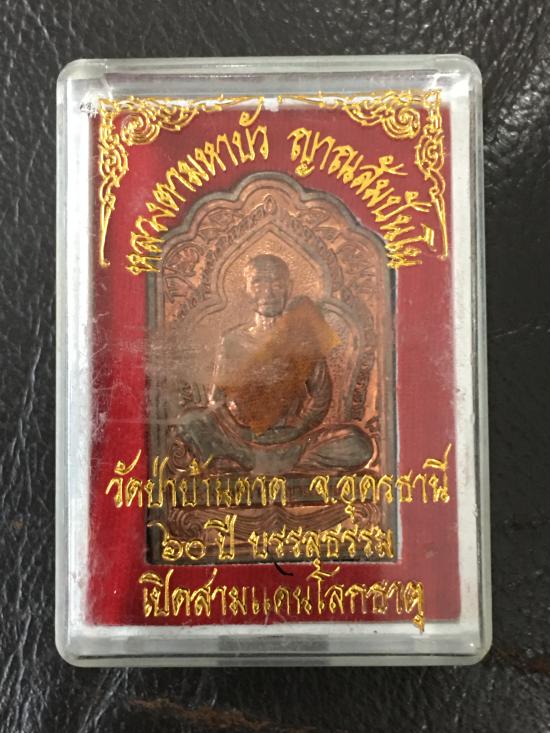 หลวงตามหาบัว ญาณสัมปันโน
วัดป่าบ้านตาด จ.อุดรธานี
๖๐ ปี บรรลุธรรม
เปิดสามแดนโลกธาตุ